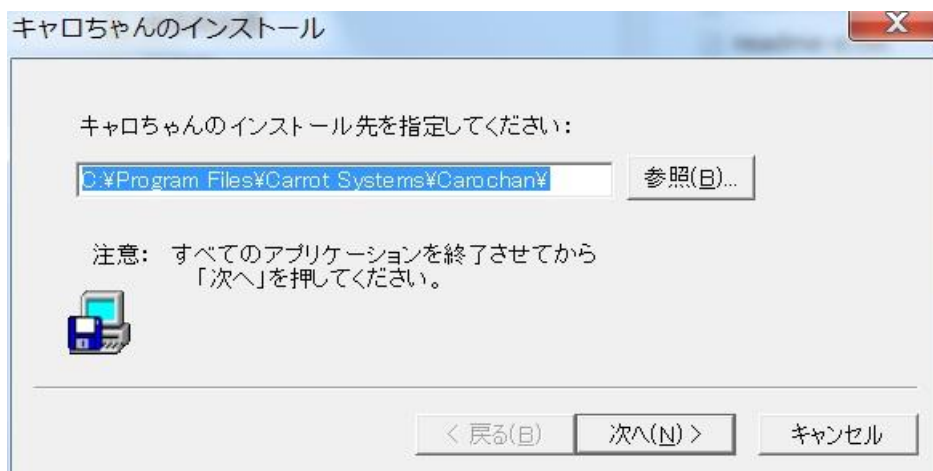 キャロちゃんのインストール
キャロちゃんのインストール先を指定してください:
C:¥Program Files¥Carrot Systems¥Carochan¥
参照(B)...
注意: すべてのアプリケーションを終了させてから
「次へ」を押してください。
< 戻る(B)
次へ(N) >
キャンセル